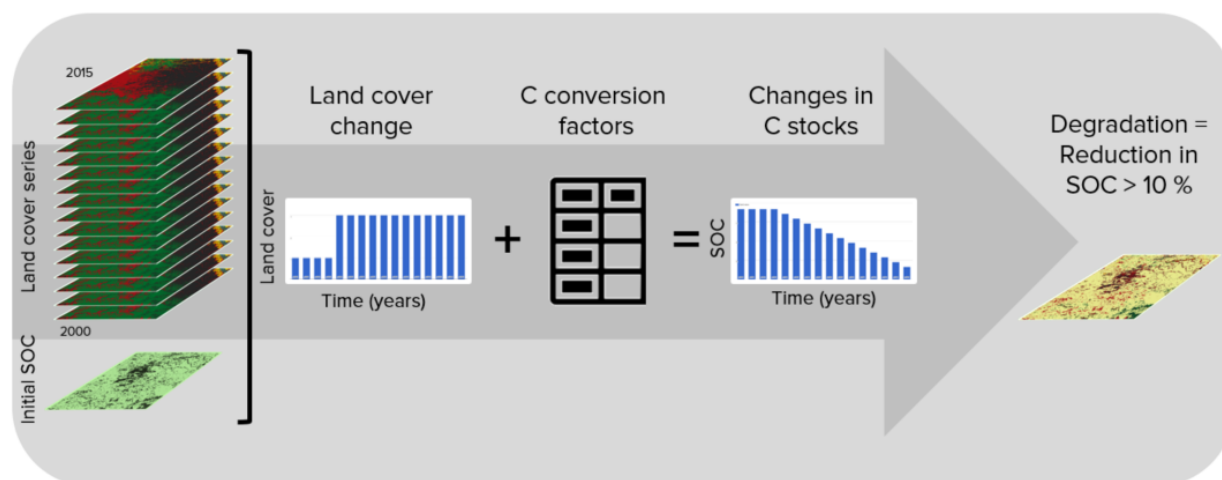 2015
Land cover series
2000
Initial SOC
Land cover
change
Land cover
Time (years)
+
C conversion
factors
=
Changes in
C stocks
SOC
Time (years)
Degradation =
Reduction in
SOC > 10 %